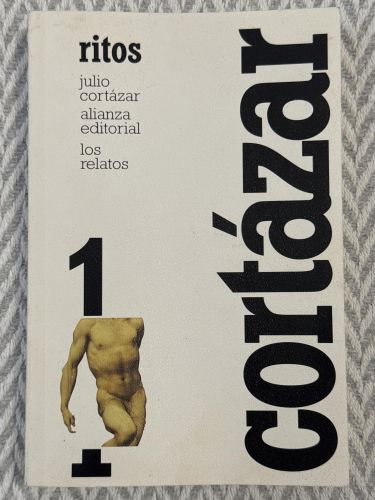 ritos
julio
cortázar
alianza
editorial
los
relatos
1
cortázar